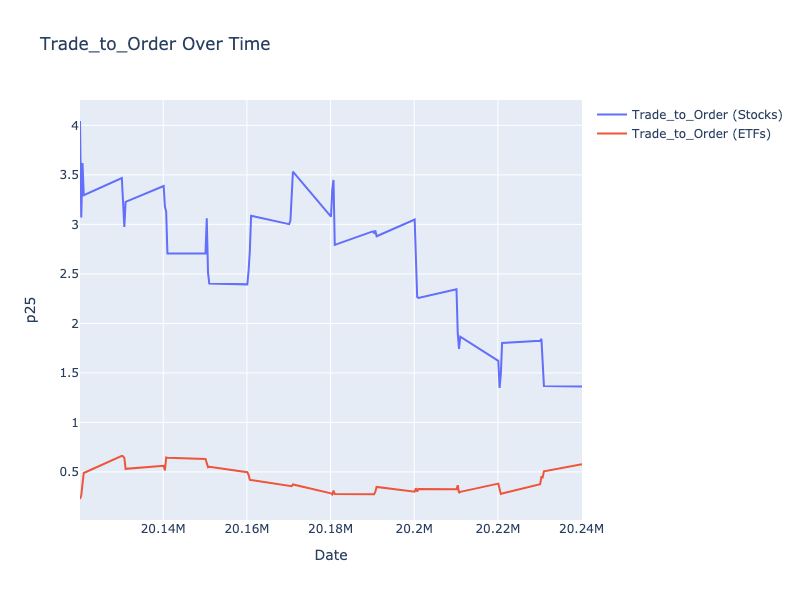 Trade_to_Order Over Time
Trade_to_Order (Stocks)
Trade_to_Order (ETFs)
p25
4
3.5
3
2.5
2
1.5
1
0.5
20.14M
20.16M
20.18M
20.2M
20.22M
20.24M
Date